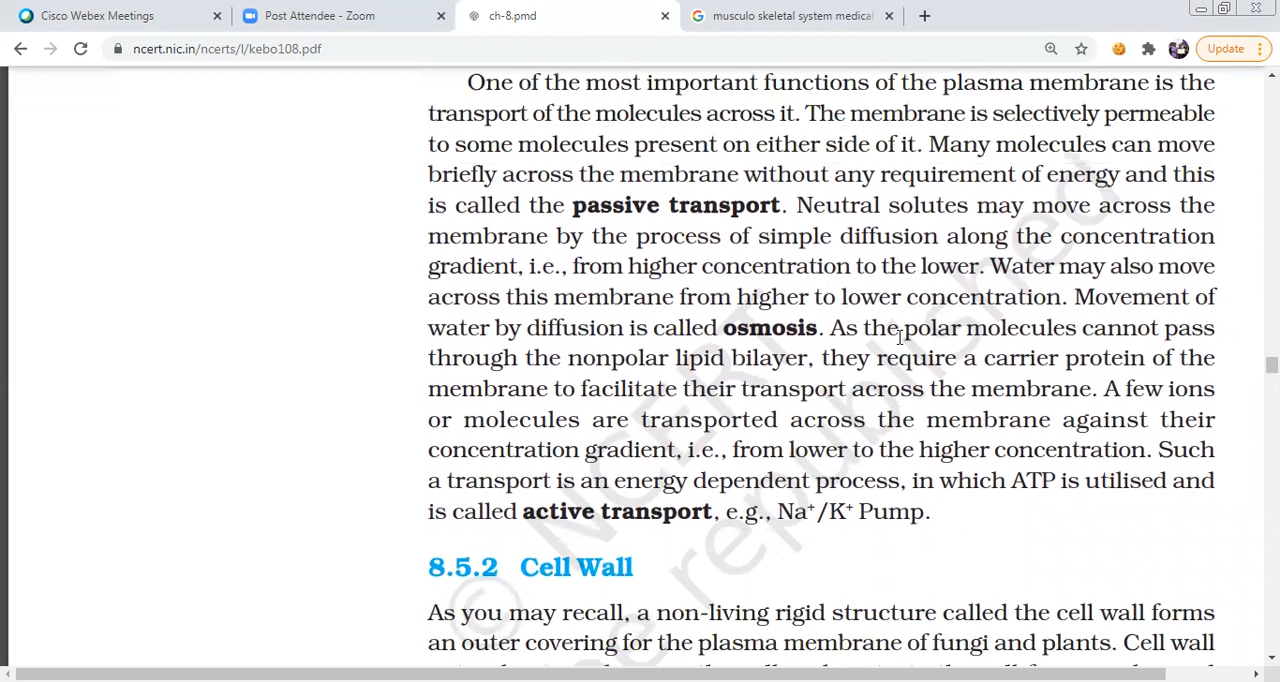 Cisco Webex Meetings
Post Attendee - Zoom
ch-8.pmd
musculo skeletal system medical
ncert.nic.in/ncerts/l/kebo108.pdf
Update
One of the most important functions of the plasma membrane is the
transport of the molecules across it. The membrane is selectively permeable
to some molecules present on either side of it. Many molecules can move
briefly across the membrane without any requirement of energy and this
is called the passive transport. Neutral solutes may move across the
membrane by the process of simple diffusion along the concentration
gradient, i.e., from higher concentration to the lower. Water may also move
across this membrane from higher to lower concentration. Movement of
water by diffusion is called osmosis. As the polar molecules cannot pass
through the nonpolar lipid bilayer, they require a carrier protein of the
membrane to facilitate their transport across the membrane. A few ions
or molecules are transported across the membrane against their
concentration gradient, i.e., from lower to the higher concentration. Such
a transport is an energy dependent process, in which ATP is utilised and
is called active transport, e.g., Na⁺/K⁺ Pump.
8.5.2 Cell Wall
As you may recall, a non-living rigid structure called the cell wall forms
an outer covering for the plasma membrane of fungi and plants. Cell wall
© NCERT
be republished